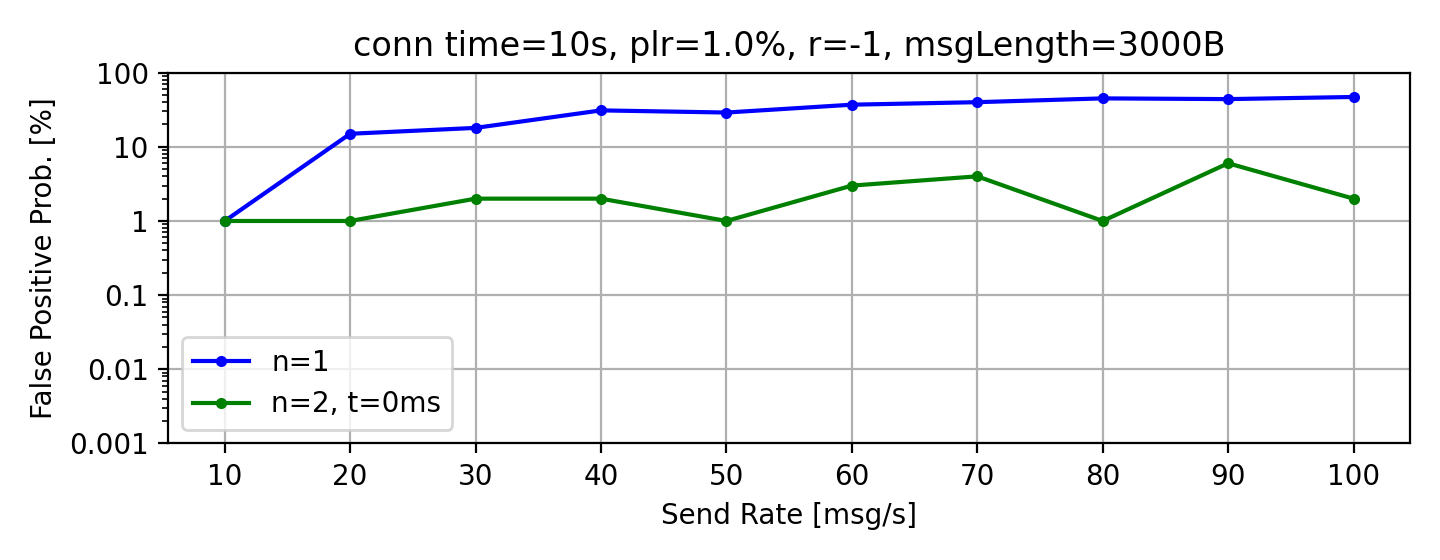 conn time=10s, plr=1.0%, r=-1, msgLength=3000B
False Positive Prob. [%]
100
10
1
0.1
0.01
0.001
n=1
n=2, t=0ms
10 20 30 40 50 60 70 80 90 100
Send Rate [msg/s]